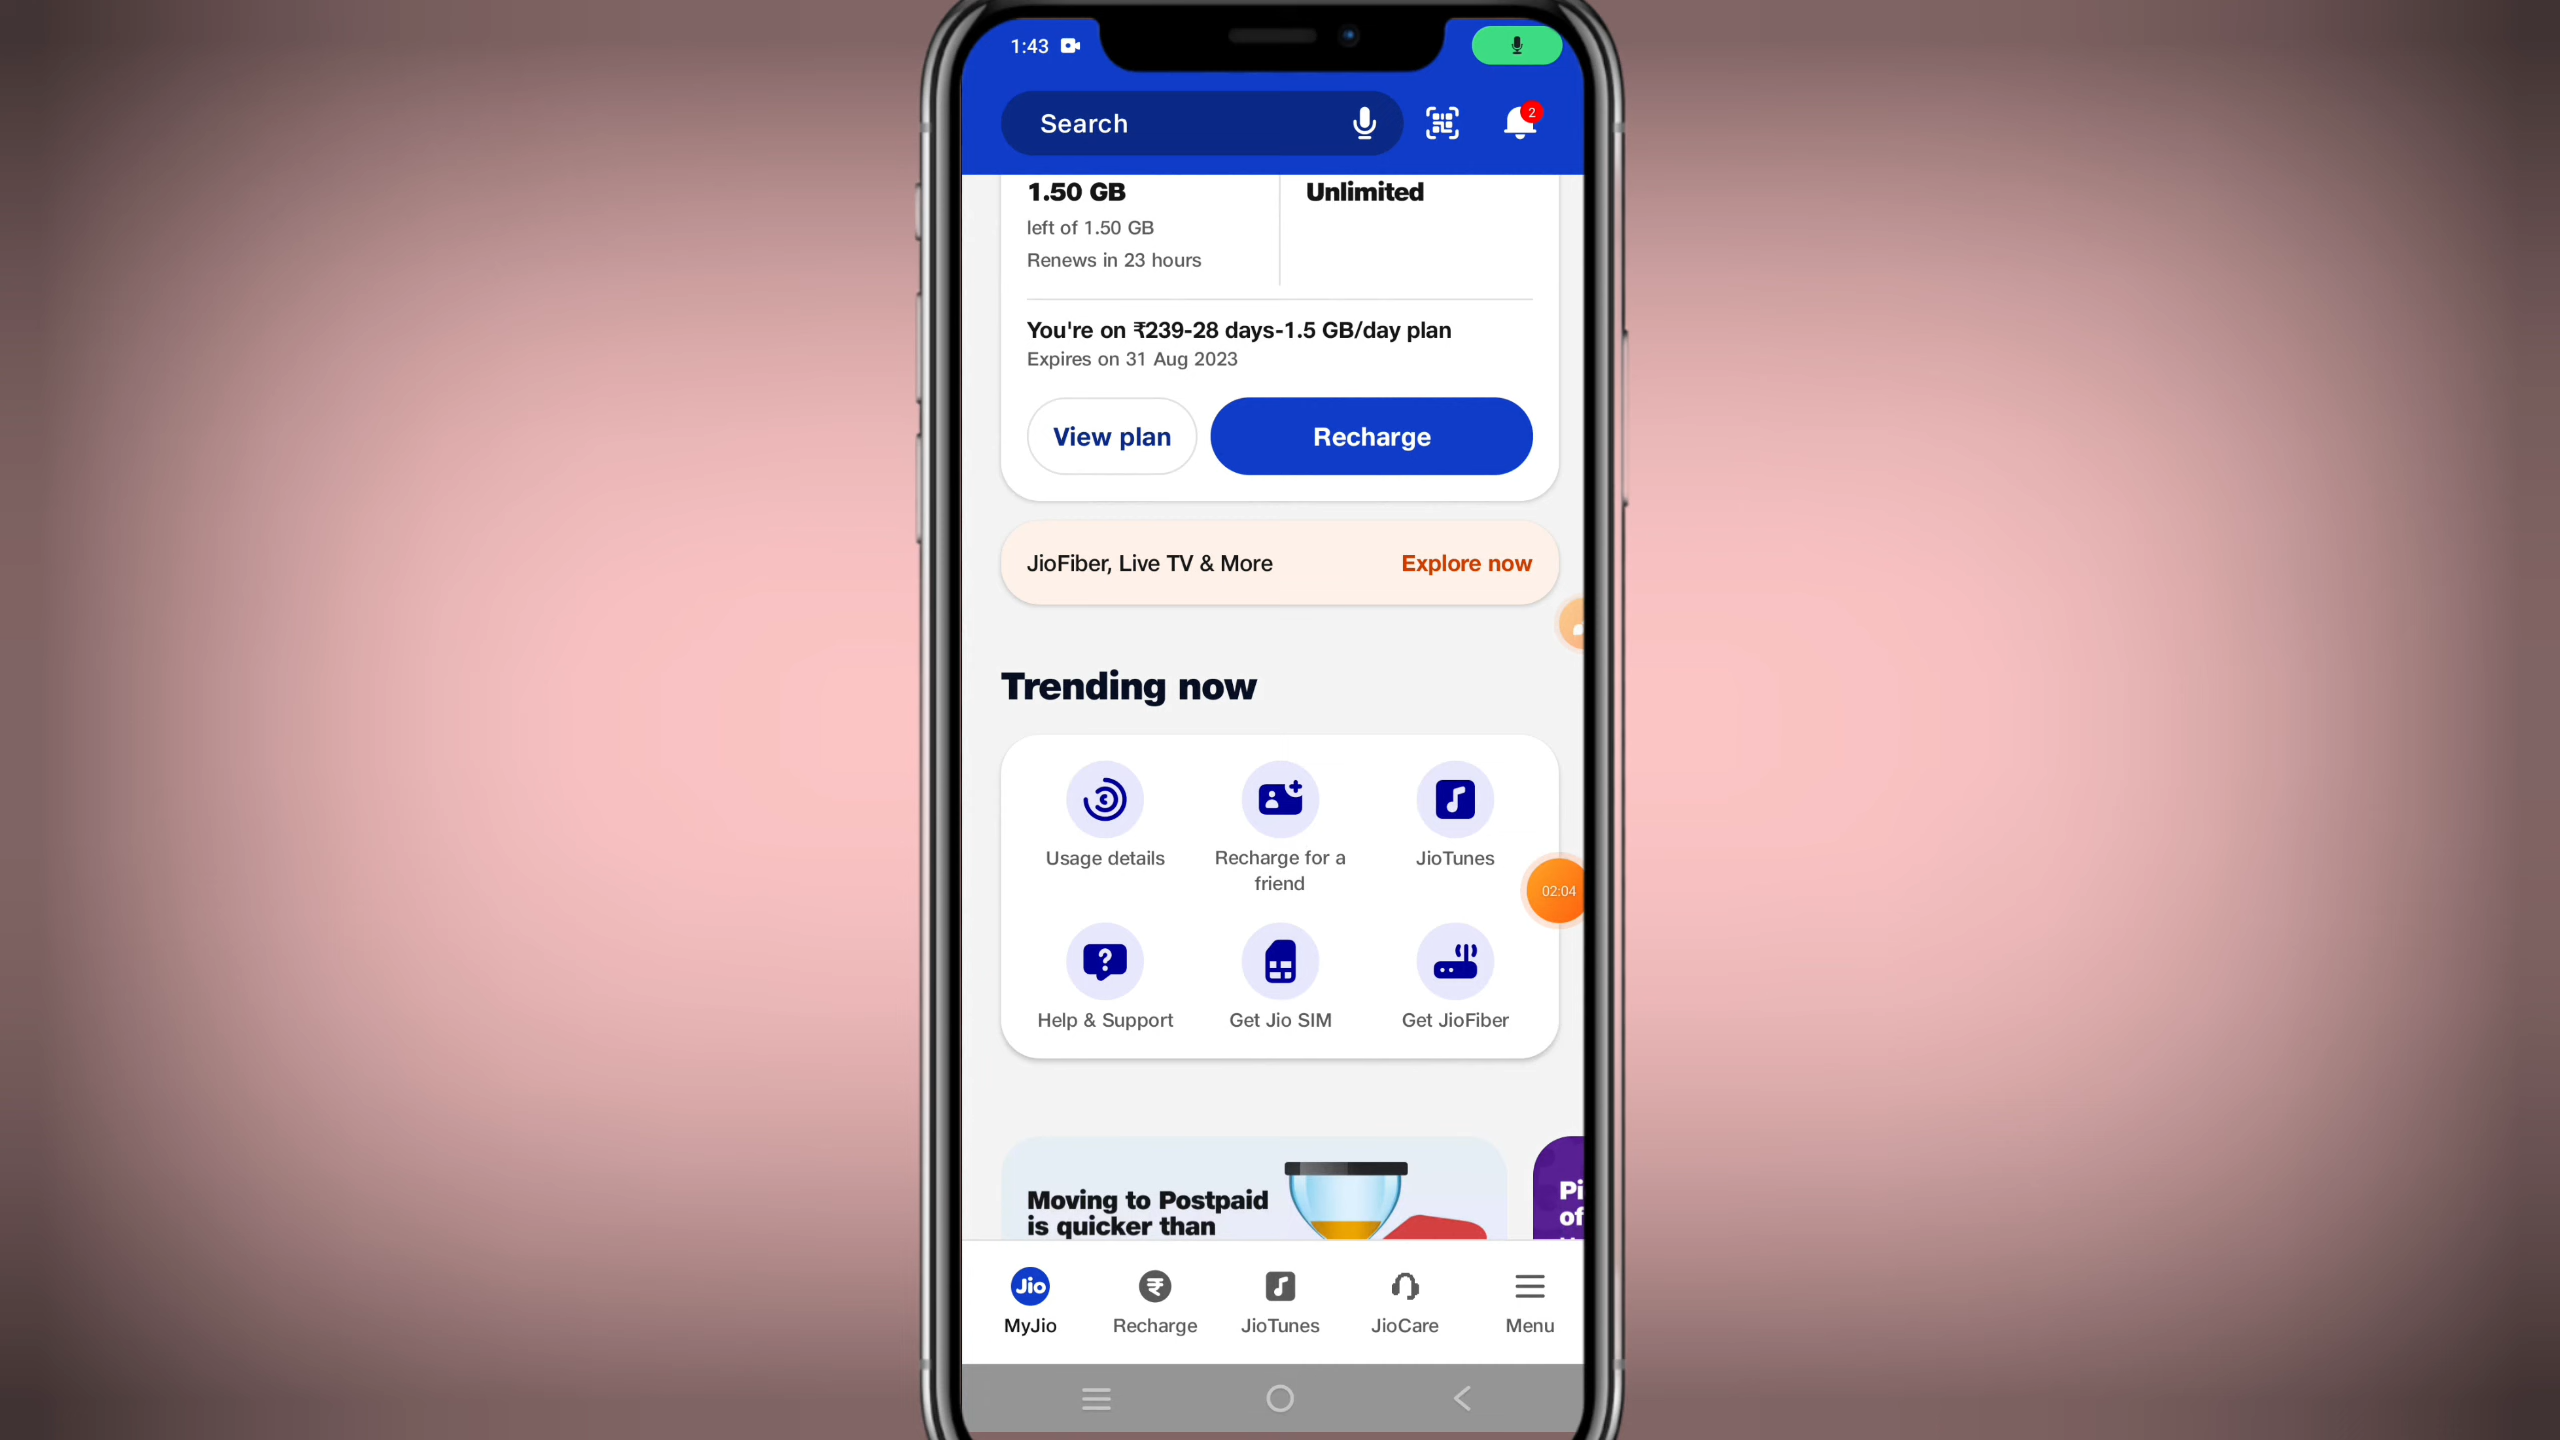 1:43
Search
2
1.50 GB
Unlimited
left of 1.50 GB
Renews in 23 hours
You're on ₹239-28 days-1.5 GB/day plan
Expires on 31 Aug 2023
View plan
Recharge
JioFiber, Live TV & More
Explore now
Trending now
Usage details
Recharge for a
friend
JioTunes
02:04
Help & Support
Get Jio SIM
Get JioFiber
Moving to Postpaid
is quicker than
Pi
of
Jio
MyJio
Recharge
JioTunes
JioCare
Menu